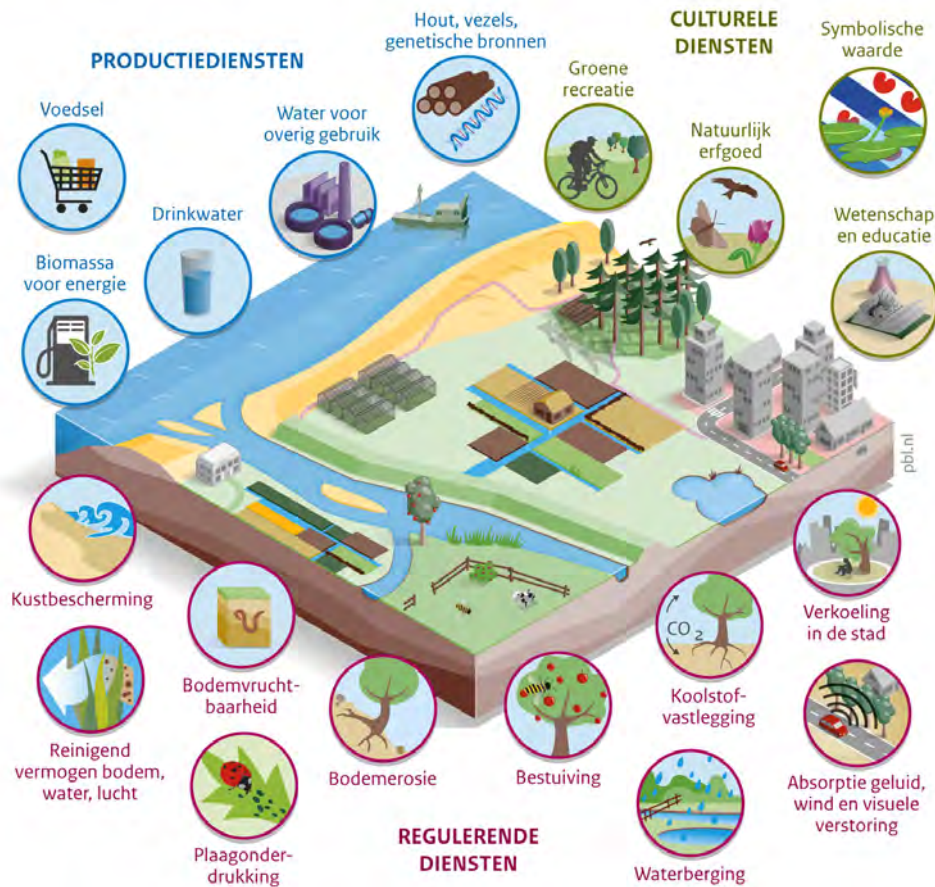 PRODUCTIEDIENSTEN
Voedsel
Biomassa
voor energie
Drinkwater
Water voor
overig gebruik
Hout, vezels,
genetische bronnen
CULTURELE
DIENSTEN
Groene
recreatie
Natuurlijk
erfgoed
Symbolische
waarde
Wetenschap
en educatie
pbl.nl
Kustbescherming
Reinigend
vermogen bodem,
water, lucht
Bodemvrucht-
baarheid
Plaagonder-
drukking
Bodemerosie
REGULERENDE
DIENSTEN
Bestuiving
CO2
Koolstof-
vastlegging
Waterberging
Verkoeling
in de stad
Absorptie geluid,
wind en visuele
verstoring